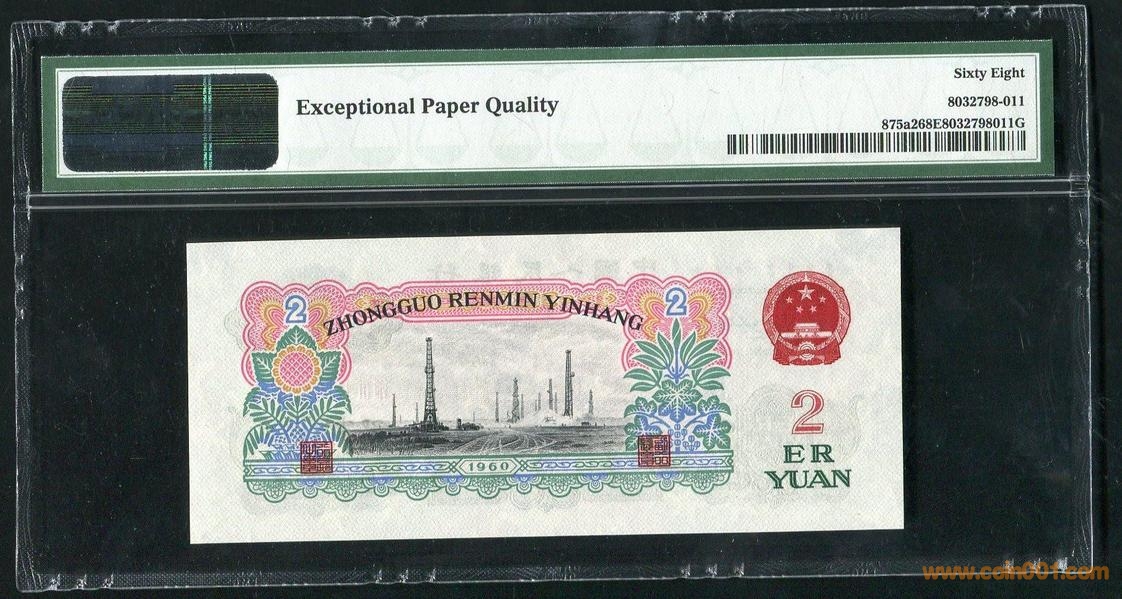 Sixty Eight
Exceptional Paper Quality
8032798-011
875a268E8032798011G
2
2
ZHONGGUO RENMIN YINHANG
2
ER
YUAN
1960
www.coin001.com